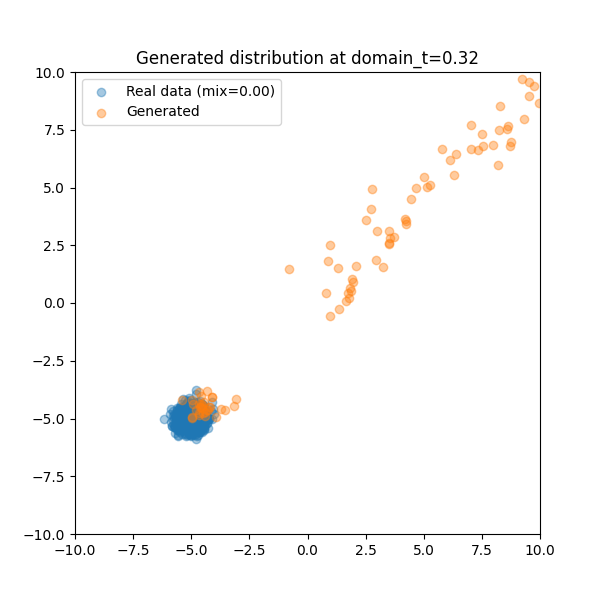 Generated distribution at domain_t=0.32
Real data (mix=0.00)
Generated
10.0
7.5
5.0
2.5
0.0
−2.5
−5.0
−7.5
−10.0
−10.0 −7.5 −5.0 −2.5 0.0 2.5 5.0 7.5 10.0